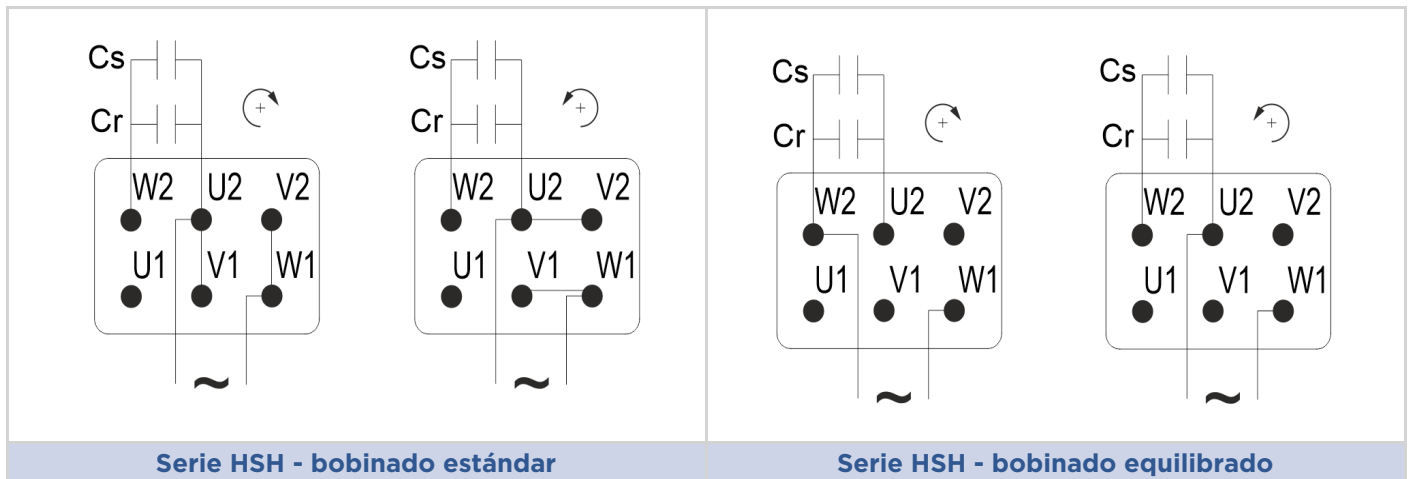 Cs
Cr
W2 U2 V2
U1 V1 W1
~
Cs
Cr
W2 U2 V2
U1 V1 W1
~
Serie HSH - bobinado estándar
Cs
Cr
W2 U2 V2
U1 V1 W1
~
Cs
Cr
W2 U2 V2
U1 V1 W1
~
Serie HSH - bobinado equilibrado